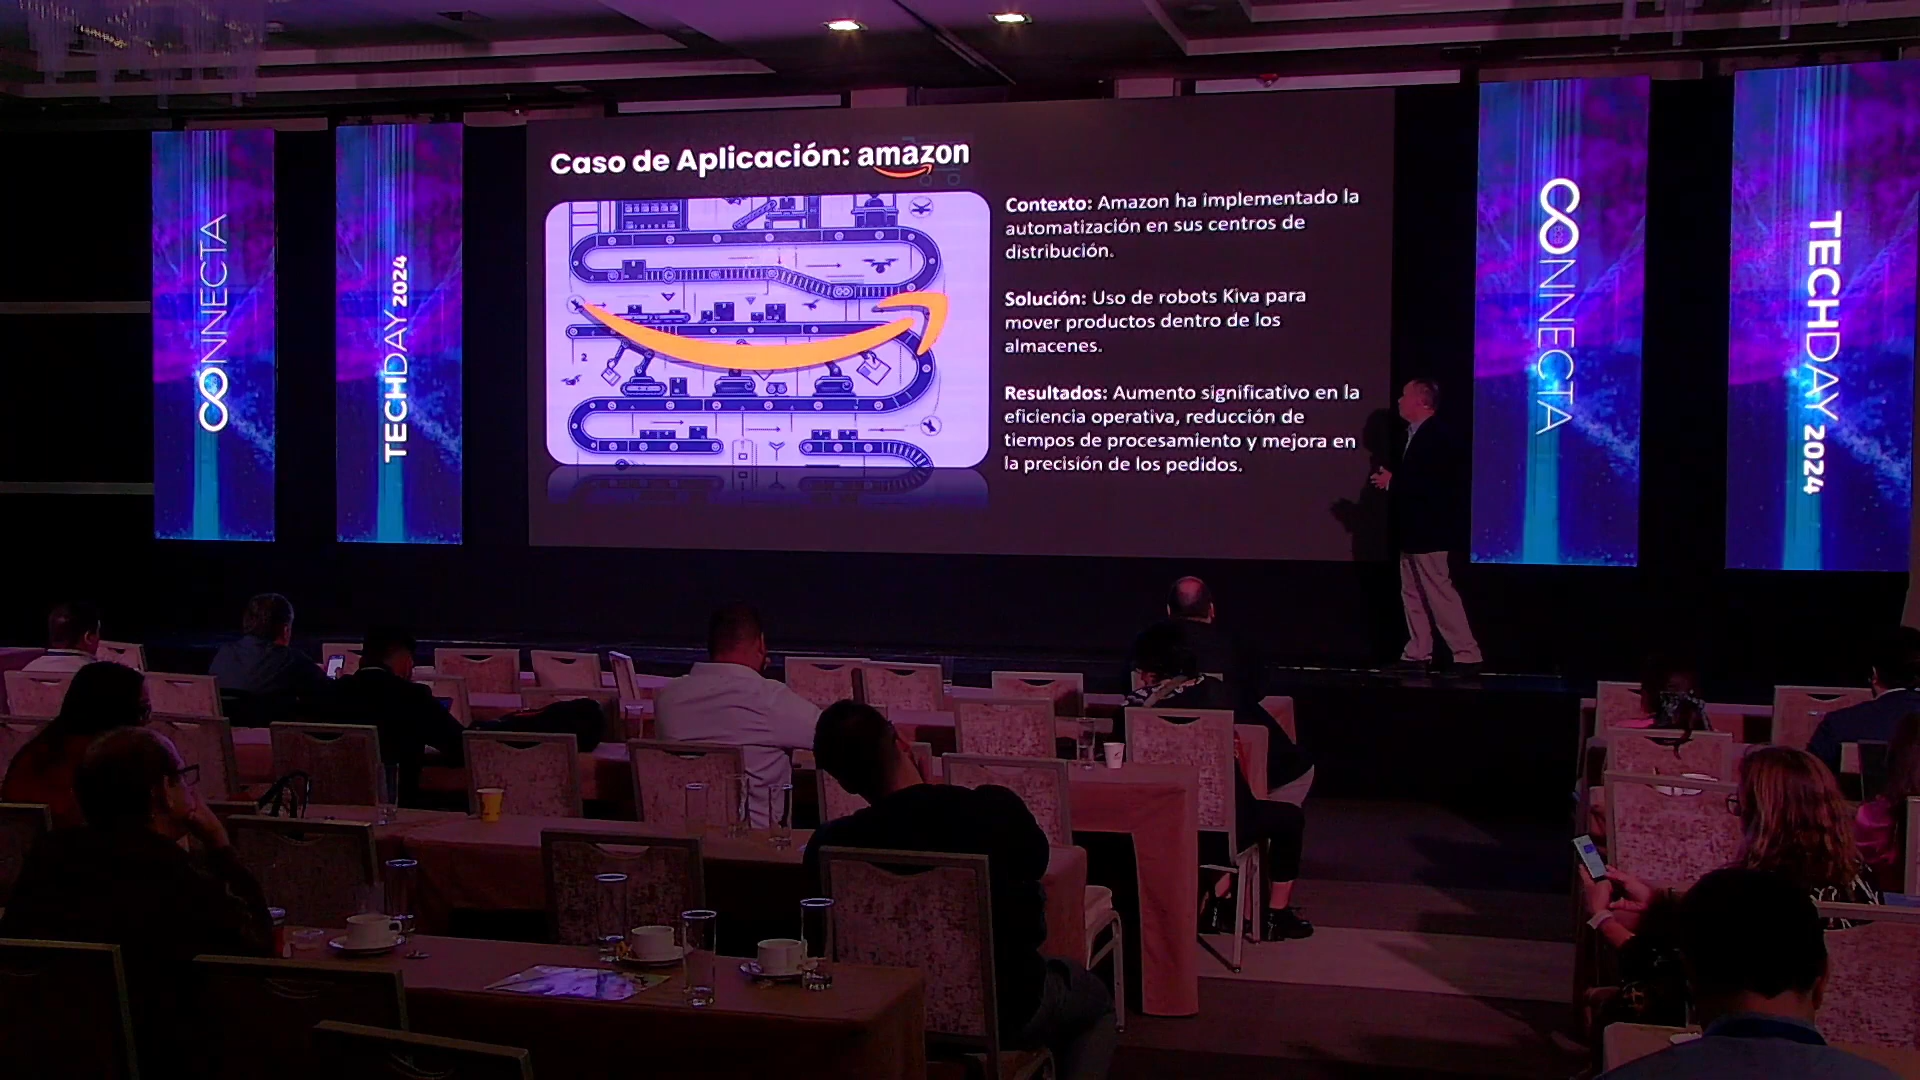 Caso de Aplicación: amazon
Contexto: Amazon ha implementado la
automatización en sus centros de
distribución.
Solución: Uso de robots Kiva para
mover productos dentro de los
almacenes.
Resultados: Aumento significativo en la
eficiencia operativa, reducción de
tiempos de procesamiento y mejora en
la precisión de los pedidos.
2
CONNECTA
TECHDAY 2024
CONNECTA
TECHDAY 2024